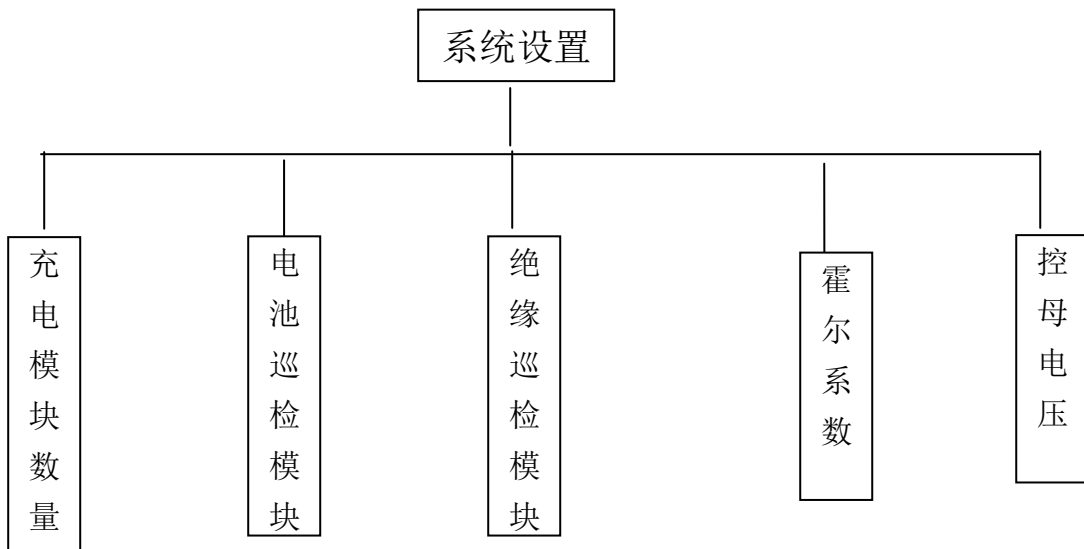 系统设置
充电模块数量
电池巡检模块
绝缘巡检模块
霍尔系数
控母电压